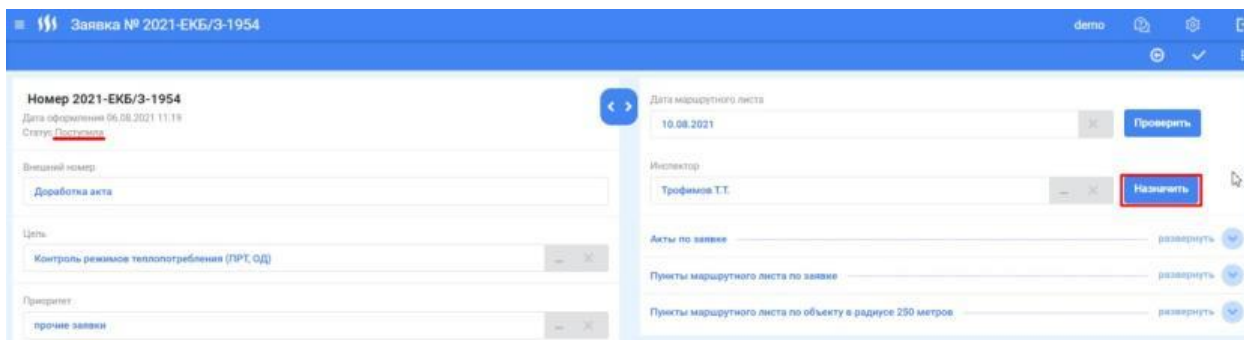 Заявка № 2021-ЕКБ/З-1954
demo
Номер 2021-ЕКБ/З-1954
Дата оформления 06.08.2021 11:19
Статус Поступила
Внешний номер
Доработка акта
Цель
Контроль режимов теплопотребления (ПРТ, ОД)
Приоритет
прочие заявки
Дата маршрутного листа
10.08.2021
Проверить
Инспектор
Трофимов Т.Т.
Назначить
Акты по заявке
развернуть
Пункты маршрутного листа по заявке
развернуть
Пункты маршрутного листа по объекту в радиусе 250 метров
развернуть